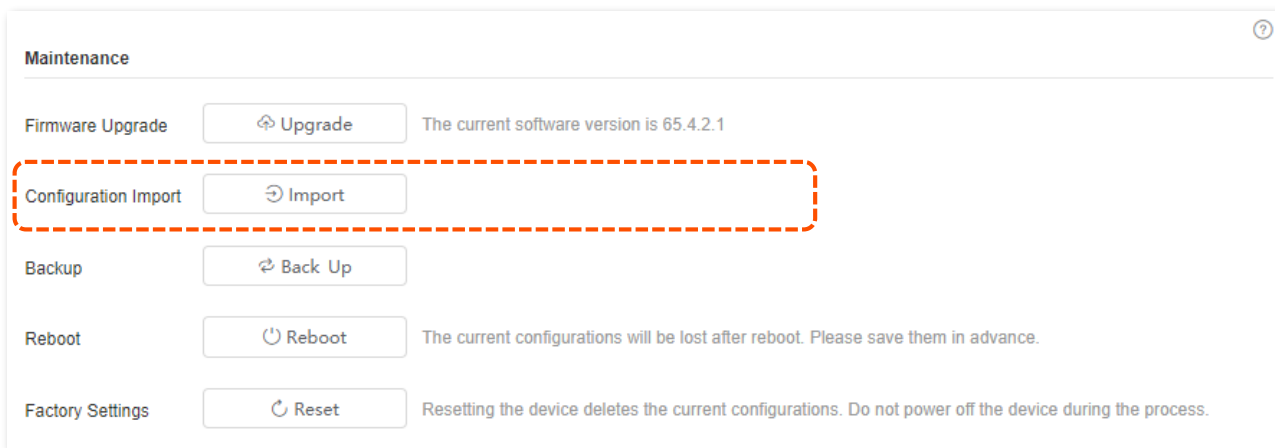 Maintenance
Firmware Upgrade Upgrade The current software version is 65.4.2.1
Configuration Import Import
Backup Back Up
Reboot Reboot The current configurations will be lost after reboot. Please save them in advance.
Factory Settings Reset Resetting the device deletes the current configurations. Do not power off the device during the process.